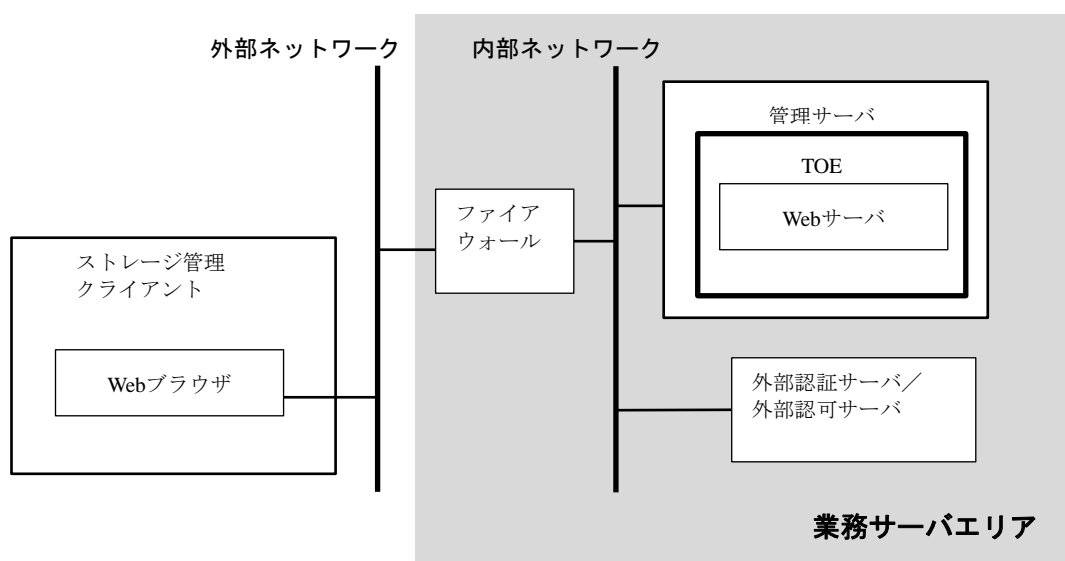 外部ネットワーク
内部ネットワーク
管理サーバ
TOE
Webサーバ
ファイア
ウォール
ストレージ管理
クライアント
Webブラウザ
外部認証サーバ／
外部認可サーバ
業務サーバエリア